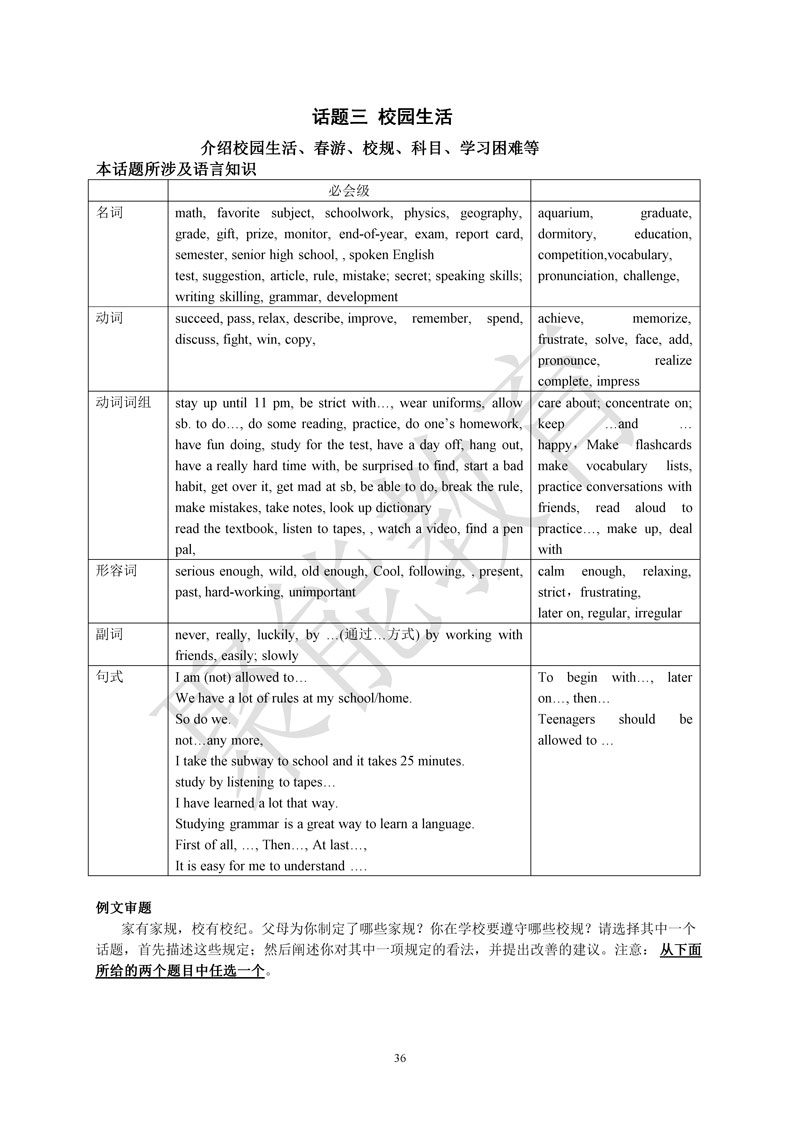 话题三 校园生活
介绍校园生活、春游、校规、科目、学习困难等
本话题所涉及语言知识
必会级
名词
math, favorite subject, schoolwork, physics, geography,
grade, gift, prize, monitor, end-of-year, exam, report card,
semester, senior high school, , spoken English
test, suggestion, article, rule, mistake; secret; speaking skills;
writing skilling, grammar, development
aquarium, graduate,
dormitory, education,
competition,vocabulary,
pronunciation, challenge,
动词
succeed, pass, relax, describe, improve, remember, spend,
discuss, fight, win, copy,
achieve, memorize,
frustrate, solve, face, add,
pronounce, realize
complete, impress
动词词组
stay up until 11 pm, be strict with…, wear uniforms, allow
sb. to do…, do some reading, practice, do one’s homework,
have fun doing, study for the test, have a day off, hang out,
have a really hard time with, be surprised to find, start a bad
habit, get over it, get mad at sb, be able to do, break the rule,
make mistakes, take notes, look up dictionary
read the textbook, listen to tapes, , watch a video, find a pen
pal,
care about; concentrate on;
keep …and …
happy，Make flashcards
make vocabulary lists,
practice conversations with
friends, read aloud to
practice…, make up, deal
with
形容词
serious enough, wild, old enough, Cool, following, , present,
past, hard-working, unimportant
calm enough, relaxing,
strict，frustrating,
later on, regular, irregular
副词
never, really, luckily, by …(通过…方式) by working with
friends, easily; slowly
句式
I am (not) allowed to…
We have a lot of rules at my school/home.
So do we.
not…any more,
I take the subway to school and it takes 25 minutes.
study by listening to tapes…
I have learned a lot that way.
Studying grammar is a great way to learn a language.
First of all, …, Then…, At last…,
It is easy for me to understand ….
To begin with…, later
on…, then…
Teenagers should be
allowed to …
例文审题
家有家规，校有校纪。父母为你制定了哪些家规？你在学校要遵守哪些校规？请选择其中一个
话题，首先描述这些规定；然后阐述你对其中一项规定的看法，并提出改善的建议。注意： 从下面
所给的两个题目中任选一个。
36
聚能教育